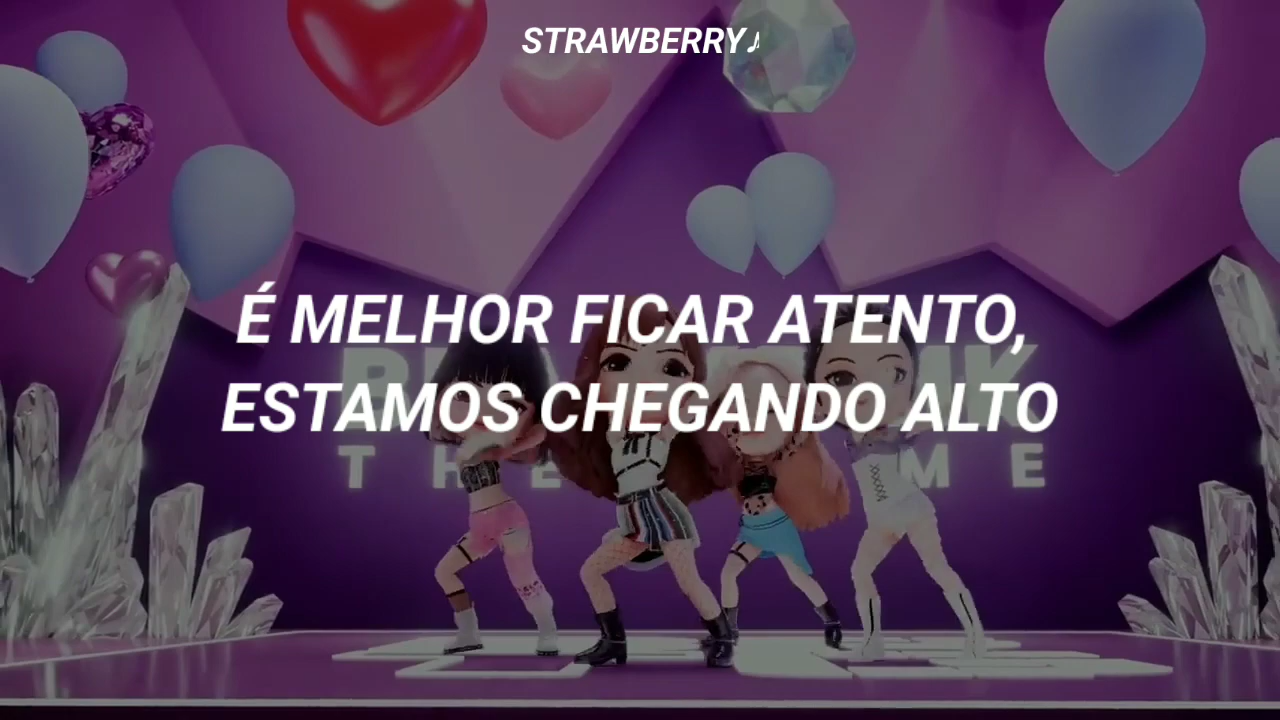 STRAWBERRY♪
É MELHOR FICAR ATENTO,
ESTAMOS CHEGANDO ALTO